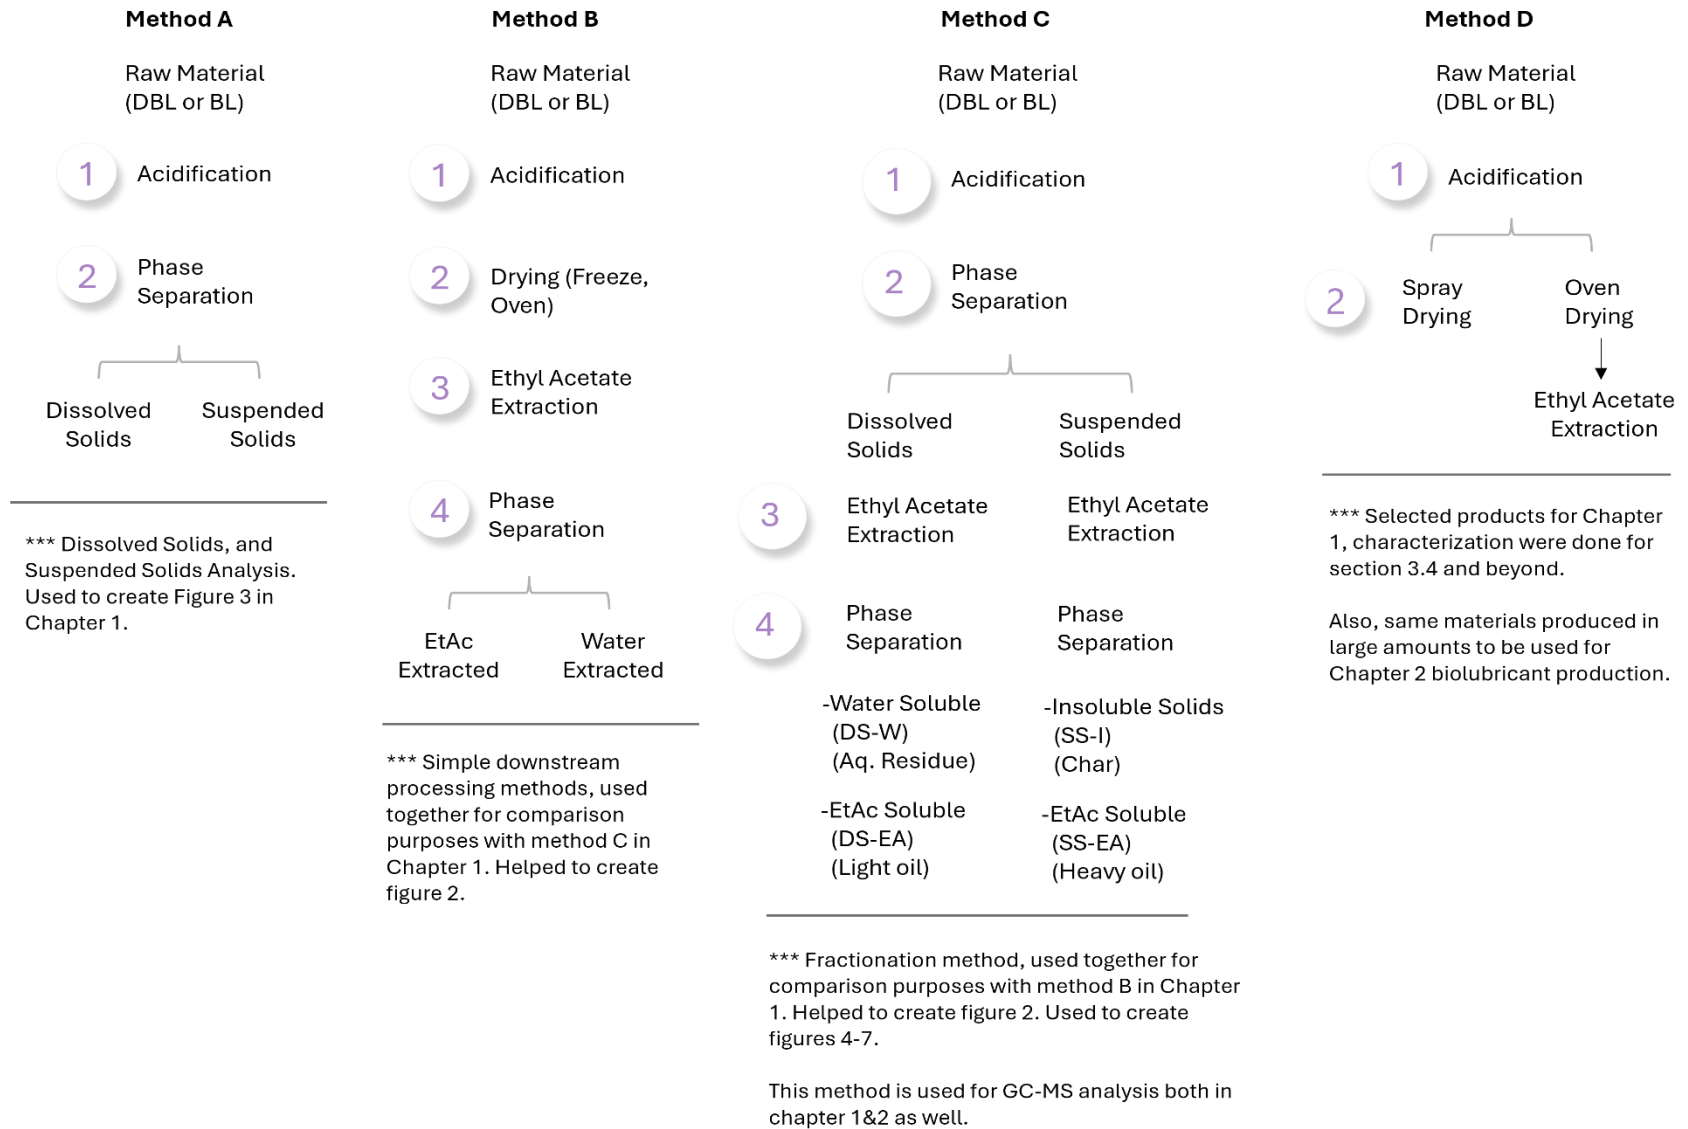 Method A
Raw Material
(DBL or BL)
1
Acidification
2
Phase
Separation
Dissolved
Solids
Suspended
Solids
*** Dissolved Solids, and
Suspended Solids Analysis.
Used to create Figure 3 in
Chapter 1.
Method B
Raw Material
(DBL or BL)
1
Acidification
2
Drying (Freeze,
Oven)
3
Ethyl Acetate
Extraction
4
Phase
Separation
EtAc
Extracted
Water
Extracted
*** Simple downstream
processing methods, used
together for comparison
purposes with method C in
Chapter 1. Helped to create
figure 2.
Method C
Raw Material
(DBL or BL)
1
Acidification
2
Phase
Separation
Dissolved
Solids
Suspended
Solids
3
Ethyl Acetate
Extraction
Ethyl Acetate
Extraction
4
Phase
Separation
Phase
Separation
-Water Soluble
(DS-W)
(Aq. Residue)
-EtAc Soluble
(DS-EA)
(Light oil)
-Insoluble Solids
(SS-I)
(Char)
-EtAc Soluble
(SS-EA)
(Heavy oil)
*** Fractionation method, used together for
comparison purposes with method B in Chapter
1. Helped to create figure 2. Used to create
figures 4-7.
This method is used for GC-MS analysis both in
chapter 1&2 as well.
Method D
Raw Material
(DBL or BL)
1
Acidification
2
Spray
Drying
Oven
Drying
Ethyl Acetate
Extraction
*** Selected products for Chapter
1, characterization were done for
section 3.4 and beyond.
Also, same materials produced in
large amounts to be used for
Chapter 2 biolubricant production.